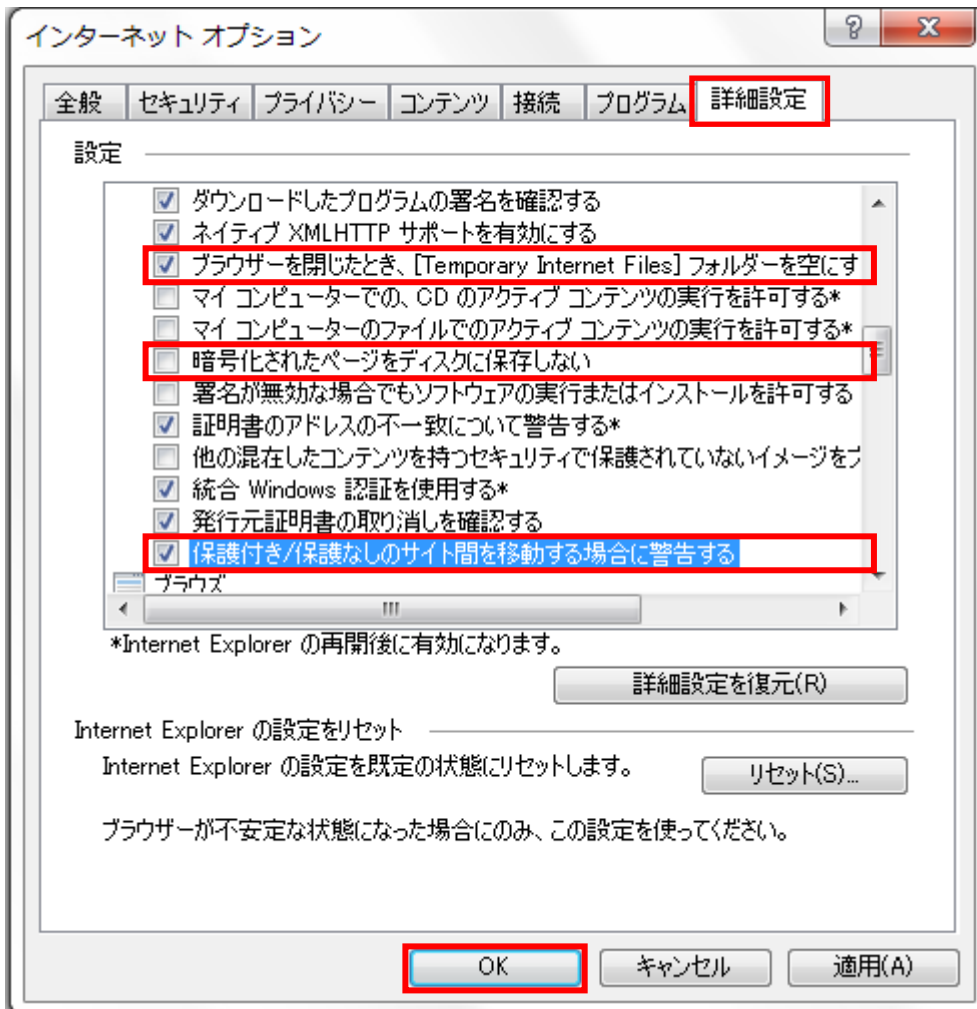 インターネット オプション
全般 セキュリティ プライバシー コンテンツ 接続 プログラム 詳細設定
設定
ダウンロードしたプログラムの署名を確認する
ネイティブ XMLHTTP サポートを有効にする
ブラウザーを閉じたとき、[Temporary Internet Files] フォルダーを空にす
マイ コンピューターでの、CD のアクティブ コンテンツの実行を許可する*
マイ コンピューターのファイルでのアクティブ コンテンツの実行を許可する*
暗号化されたページをディスクに保存しない
署名が無効な場合でもソフトウェアの実行またはインストールを許可する
証明書のアドレスの不一致について警告する*
他の混在したコンテンツを持つセキュリティで保護されていないイメージをブ
統合 Windows 認証を使用する*
発行元証明書の取り消しを確認する
保護付き/保護なしのサイト間を移動する場合に警告する
ブラウズ
*Internet Explorer の再開後に有効になります。
詳細設定を復元(R)
Internet Explorer の設定をリセット
Internet Explorer の設定を既定の状態にリセットします。
リセット(S)...
ブラウザーが不安定な状態になった場合にのみ、この設定を使ってください。
OK キャンセル 適用(A)